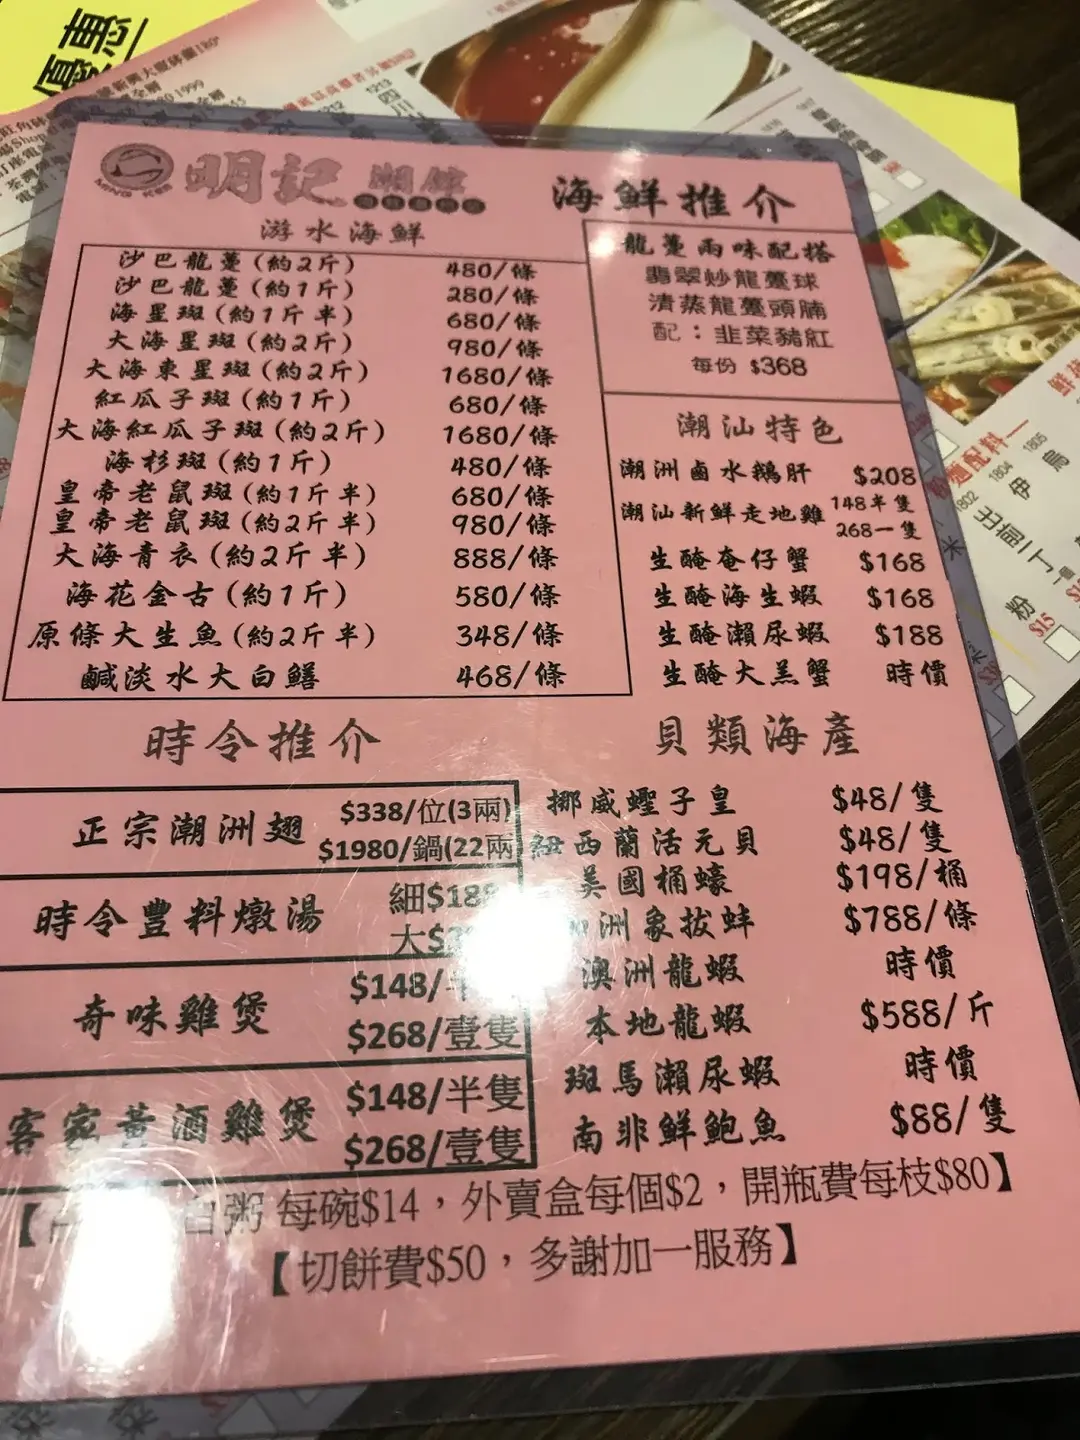 優惠
明記 潮館
海鮮推介
游水海鮮
沙巴龍躉(約2斤) 480/條
沙巴龍躉(約1斤) 280/條
海星斑(約1斤半) 680/條
大海星斑(約2斤) 980/條
大海東星斑(約2斤) 1680/條
紅瓜子斑(約1斤) 680/條
大海紅瓜子斑(約2斤) 1680/條
海杉斑(約1斤) 480/條
皇帝老鼠斑(約1斤半) 680/條
皇帝老鼠斑(約2斤半) 980/條
大海青衣(約2斤半) 888/條
海花金古(約1斤) 580/條
原條大生魚(約2斤半) 348/條
鹹淡水大白鱔 468/條
龍躉兩味配搭
翡翠炒龍躉球
清蒸龍躉頭腩
配：韭菜豬紅
每份 $368
潮汕特色
潮洲鹵水鵝肝 $208
潮汕新鮮走地雞 148半隻
268一隻
生醃奄仔蟹 $168
生醃海生蝦 $168
生醃瀨尿蝦 $188
生醃大羔蟹 時價
時令推介
正宗潮洲翅 $338/位(3兩)
$1980/鍋(22兩
時令豐料燉湯 細$18
大$
奇味雞煲 $148/半
$268/壹隻
客家黃酒雞煲 $148/半隻
$268/壹隻
貝類海產
挪威蟶子皇 $48/隻
紐西蘭活元貝 $48/隻
美國桶蠔 $198/桶
洲象拔蚌 $788/條
澳洲龍蝦 時價
本地龍蝦 $588/斤
斑馬瀨尿蝦 時價
南非鮮鮑魚 $88/隻
白粥 每碗$14，外賣盒每個$2，開瓶費每枝$80】
【切餅費$50，多謝加一服務】